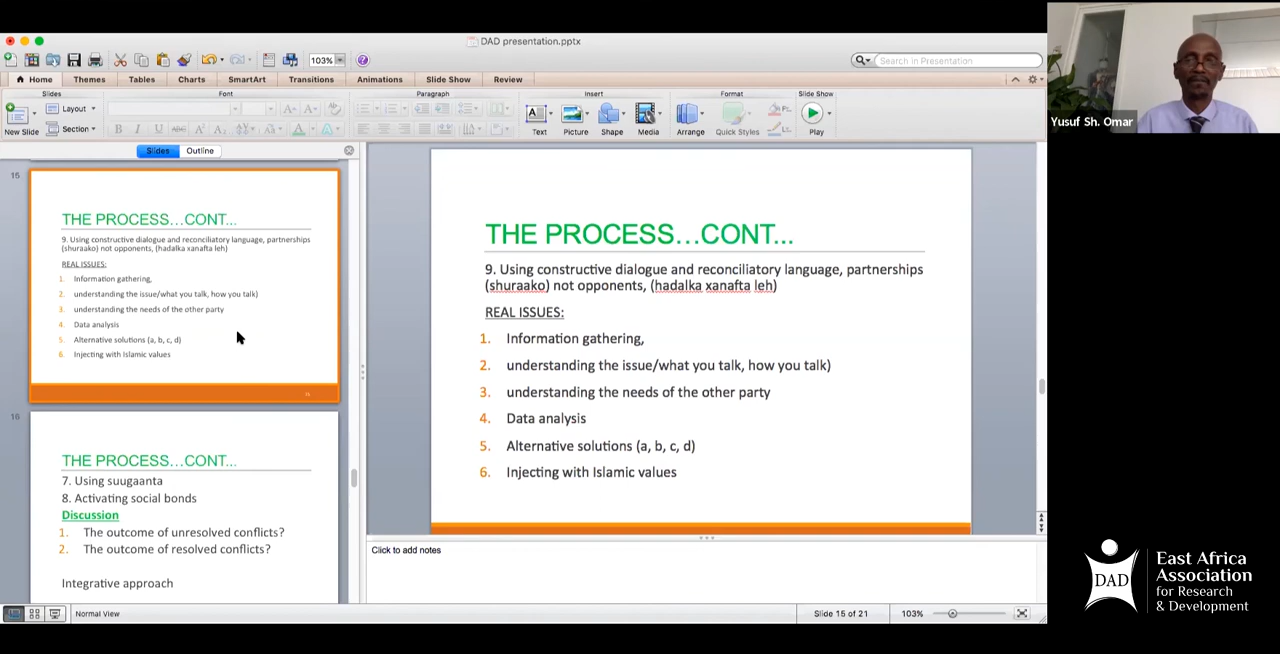 DAD presentation.pptx
103%
Search in Presentation
Home
Themes
Tables
Charts
SmartArt
Transitions
Animations
Slide Show
Review
Slides
Font
Paragraph
Insert
Format
Slide Show
New Slide
Layout
Section
B I U ABC A² A₂
Text
Picture
Shape
Media
Arrange
Quick Styles
Play
Yusuf Sh. Omar
Slides
Outline
15
THE PROCESS…CONT…
9. Using constructive dialogue and reconciliatory language, partnerships
(shuraako) not opponents, (hadalka xanafta leh)
REAL ISSUES:
1. Information gathering,
2. understanding the issue/what you talk, how you talk)
3. understanding the needs of the other party
4. Data analysis
5. Alternative solutions (a, b, c, d)
6. Injecting with Islamic values
16
THE PROCESS…CONT…
7. Using suugaanta
8. Activating social bonds
Discussion
1. The outcome of unresolved conflicts?
2. The outcome of resolved conflicts?
Integrative approach
THE PROCESS…CONT…
9. Using constructive dialogue and reconciliatory language, partnerships
(shuraako) not opponents, (hadalka xanafta leh)
REAL ISSUES:
1. Information gathering,
2. understanding the issue/what you talk, how you talk)
3. understanding the needs of the other party
4. Data analysis
5. Alternative solutions (a, b, c, d)
6. Injecting with Islamic values
Click to add notes
Normal View
Slide 15 of 21
103%
DAD
East Africa
Association
for Research
& Development